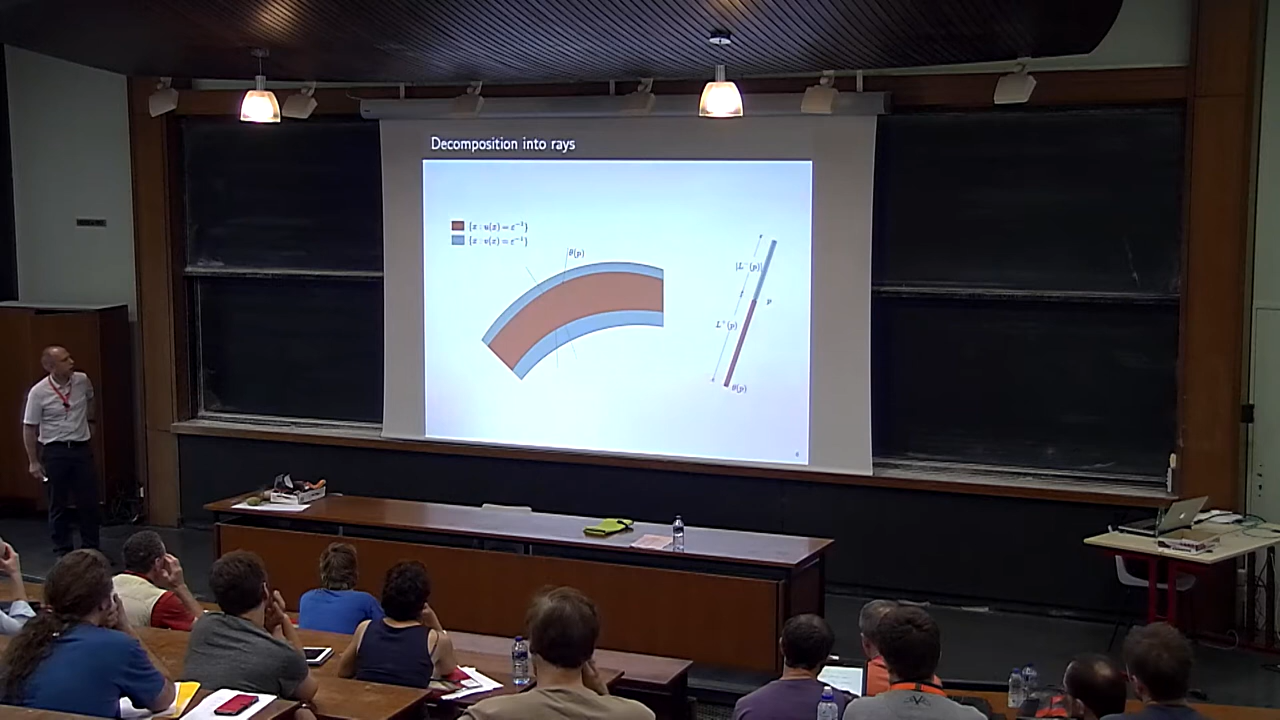 Decomposition into rays
{x : u(x) = ε⁻¹}
{x : v(x) = ε⁻¹}
θ(p)
|L⁻(p)|
p
L⁺(p)
θ(p)